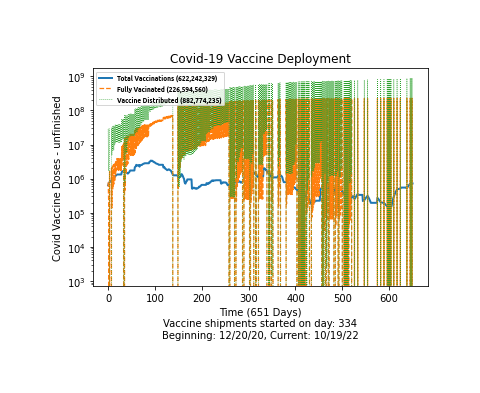 Covid-19 Vaccine Deployment
Covid Vaccine Doses - unfinished
10⁹
10⁸
10⁷
10⁶
10⁵
10⁴
10³
Total Vaccinations (622,242,329)
Fully Vacinated (226,594,560)
Vaccine Distributed (882,774,235)
0 100 200 300 400 500 600
Time (651 Days)
Vaccine shipments started on day: 334
Beginning: 12/20/20, Current: 10/19/22